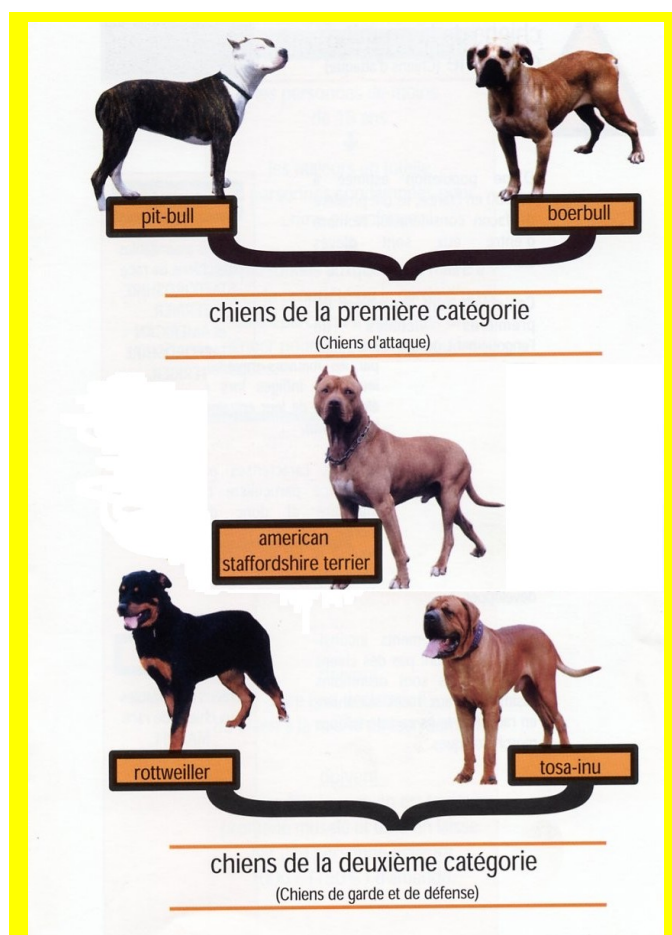 pit-bull
boerbull
chiens de la première catégorie
(Chiens d'attaque)
american
staffordshire terrier
rottweiller
tosa-inu
chiens de la deuxième catégorie
(Chiens de garde et de défense)